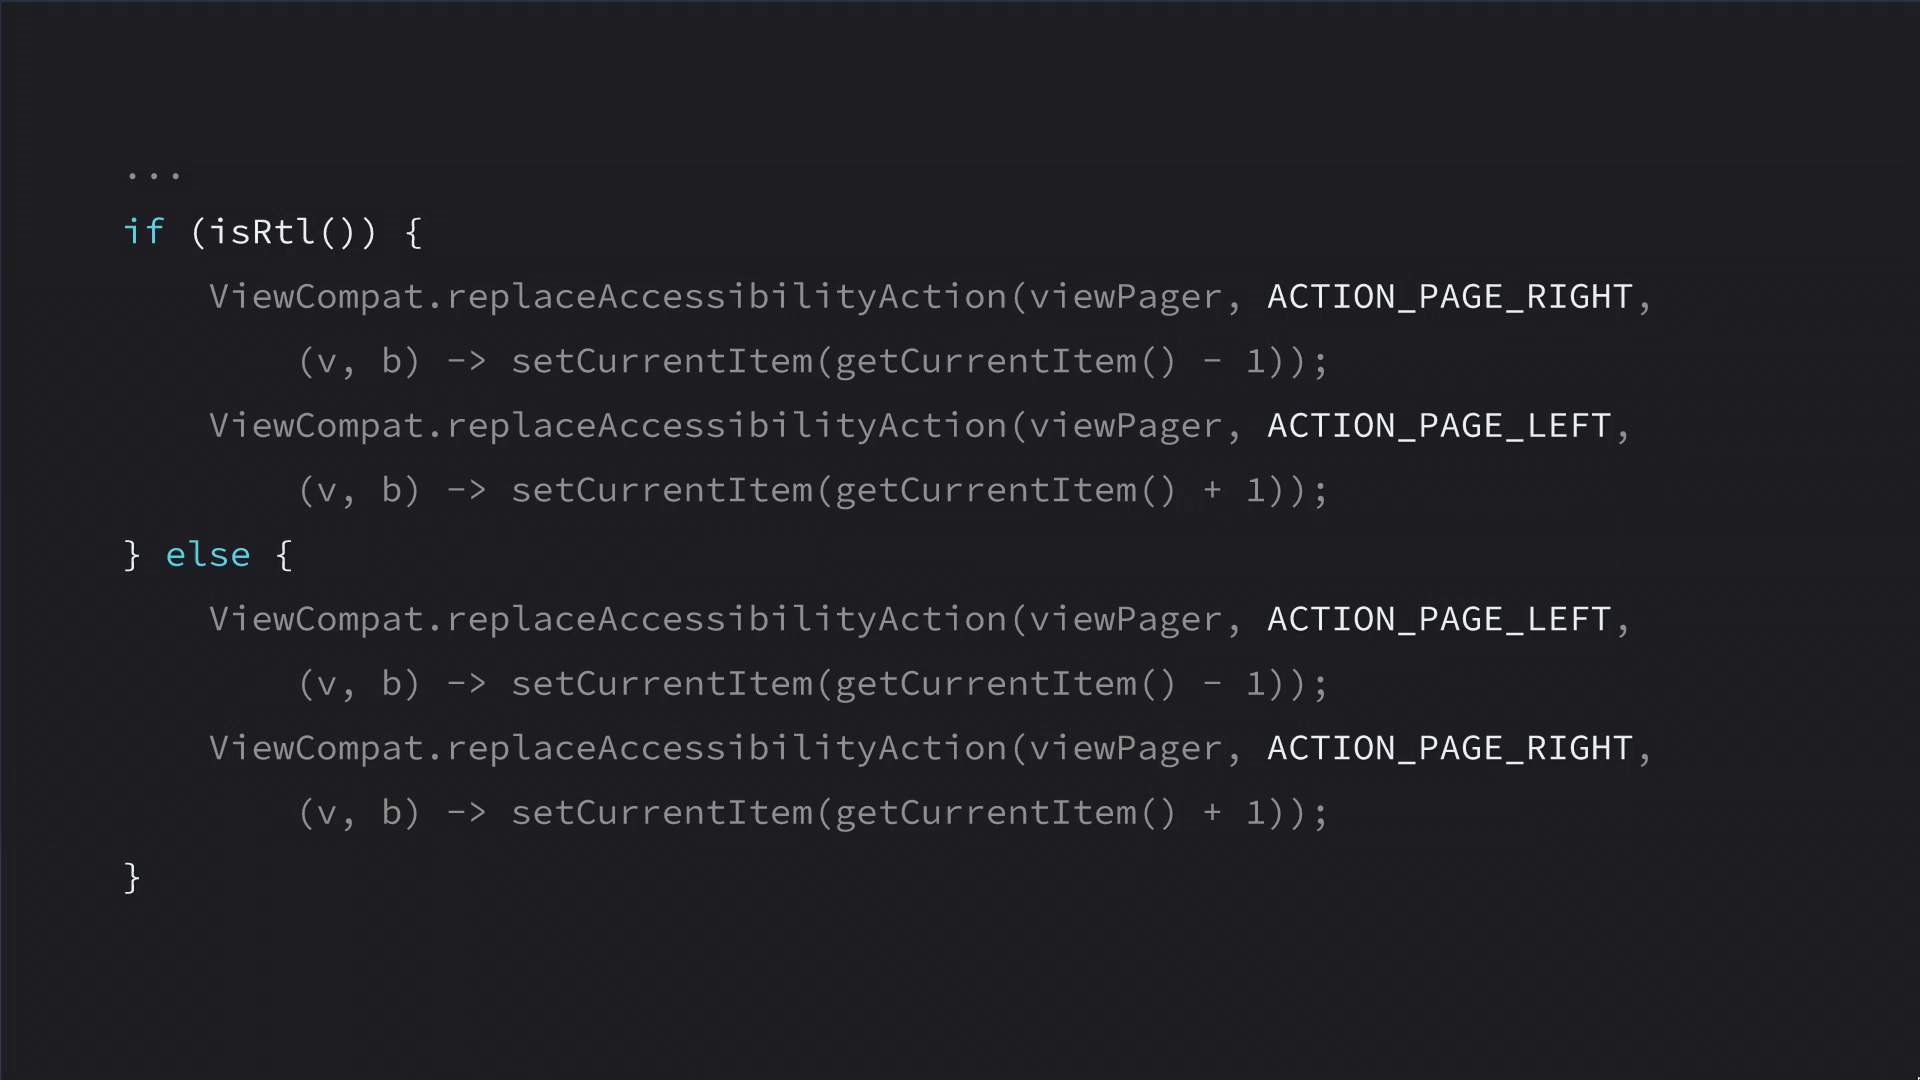 ...
if (isRtl()) {
ViewCompat.replaceAccessibilityAction(viewPager, ACTION_PAGE_RIGHT,
(v, b) -> setCurrentItem(getCurrentItem() - 1));
ViewCompat.replaceAccessibilityAction(viewPager, ACTION_PAGE_LEFT,
(v, b) -> setCurrentItem(getCurrentItem() + 1));
} else {
ViewCompat.replaceAccessibilityAction(viewPager, ACTION_PAGE_LEFT,
(v, b) -> setCurrentItem(getCurrentItem() - 1));
ViewCompat.replaceAccessibilityAction(viewPager, ACTION_PAGE_RIGHT,
(v, b) -> setCurrentItem(getCurrentItem() + 1));
}